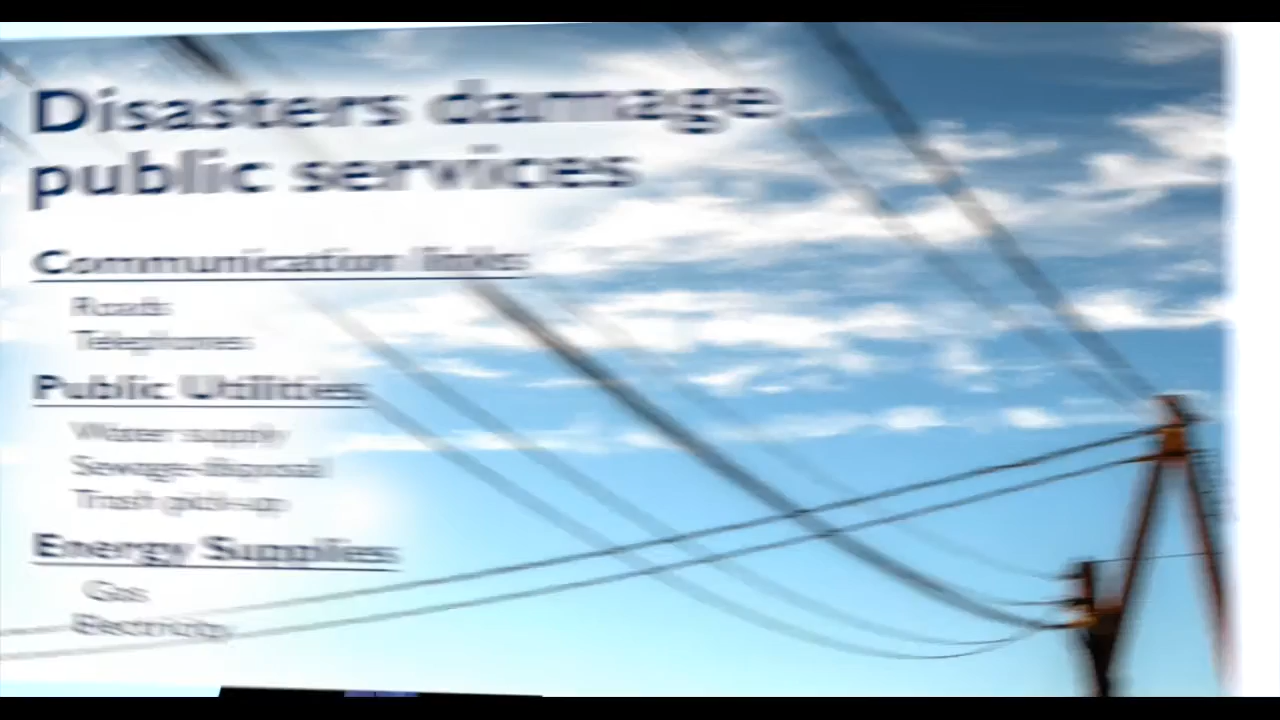 Disasters damage
public services
Communication links
Roads
Telephones
Public Utilities
Water supply
Sewage disposal
Trash pick-up
Energy Supplies
Gas
Electricity